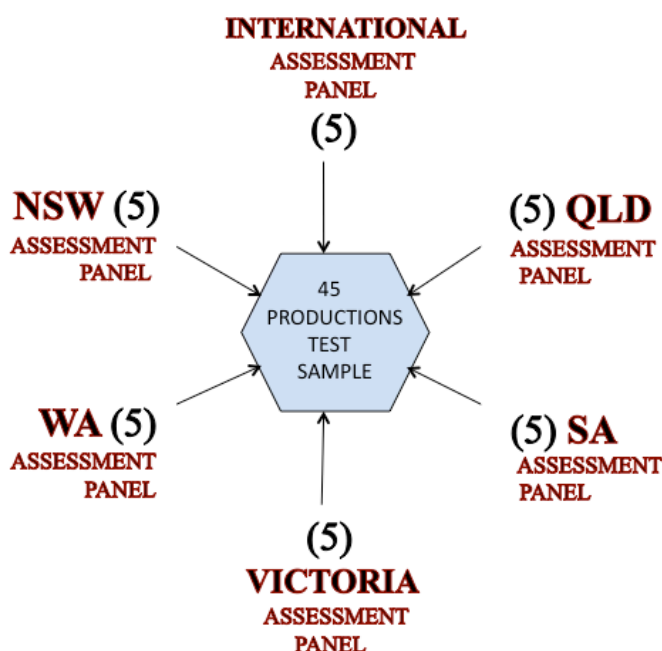 INTERNATIONAL
ASSESSMENT
PANEL
(5)
NSW (5)
ASSESSMENT
PANEL
(5) QLD
ASSESSMENT
PANEL
45
PRODUCTIONS
TEST
SAMPLE
WA (5)
ASSESSMENT
PANEL
(5) SA
ASSESSMENT
PANEL
(5)
VICTORIA
ASSESSMENT
PANEL